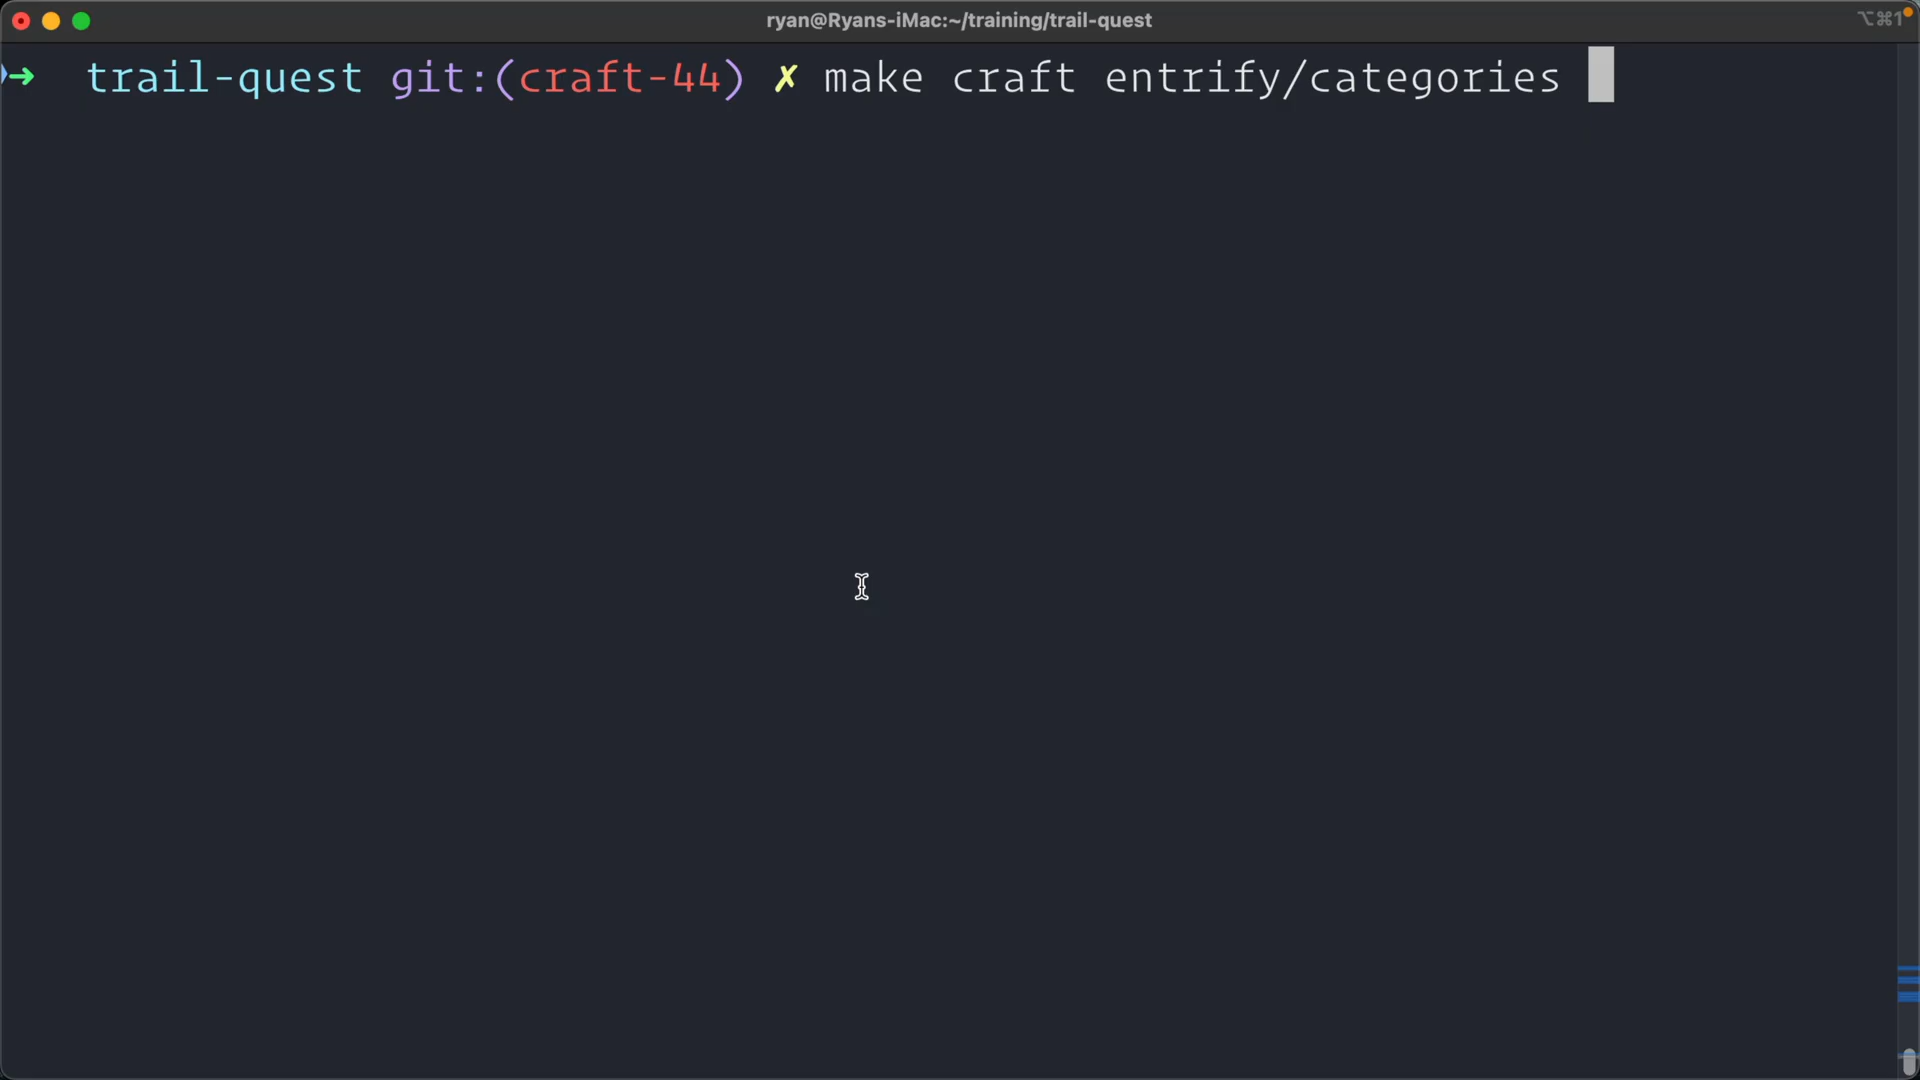 ryan@Ryans-iMac:~/training/trail-quest
⌥⌘1
➜ trail-quest git:(craft-44) ✗ make craft entrify/categories